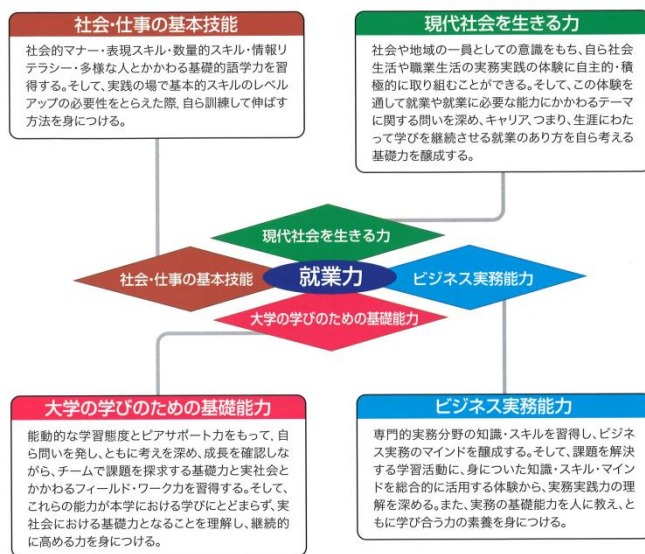 社会・仕事の基本技能
社会的マナー・表現スキル・数量的スキル・情報リ
テラシー・多様な人とかかわる基礎的語学力を習
得する。そして、実践の場で基本的スキルのレベル
アップの必要性をとらえた際、自ら訓練して伸ばす
方法を身につける。
現代社会を生きる力
社会や地域の一員としての意識をもち、自ら社会
生活や職業生活の実務実践の体験に自主的・積
極的に取り組むことができる。そして、この体験を
通して就業や就業に必要な能力にかかわるテーマ
に関する問いを深め、キャリア、つまり、生涯にわた
って学びを継続させる就業のあり方を自ら考える
基礎力を醸成する。
現代社会を生きる力
社会・仕事の基本技能
就業力
ビジネス実務能力
大学の学びのための基礎能力
大学の学びのための基礎能力
能動的な学習態度とピアサポート力をもって、自
ら問いを発し、ともに考えを深め、成長を確認しな
がら、チームで課題を探求する基礎力と実社会と
かかわるフィールド・ワーク力を習得する。そして、
これらの能力が本学における学びにとどまらず、実
社会における基礎力となることを理解し、継続的
に高める力を身につける。
ビジネス実務能力
専門的実務分野の知識・スキルを習得し、ビジネ
ス実務のマインドを醸成する。そして、課題を解決
する学習活動に、身についた知識・スキル・マイン
ドを総合的に活用する体験から、実務実践力の理
解を深める。また、実務の基礎能力を人に教え、と
もに学び合う力の素養を身につける。